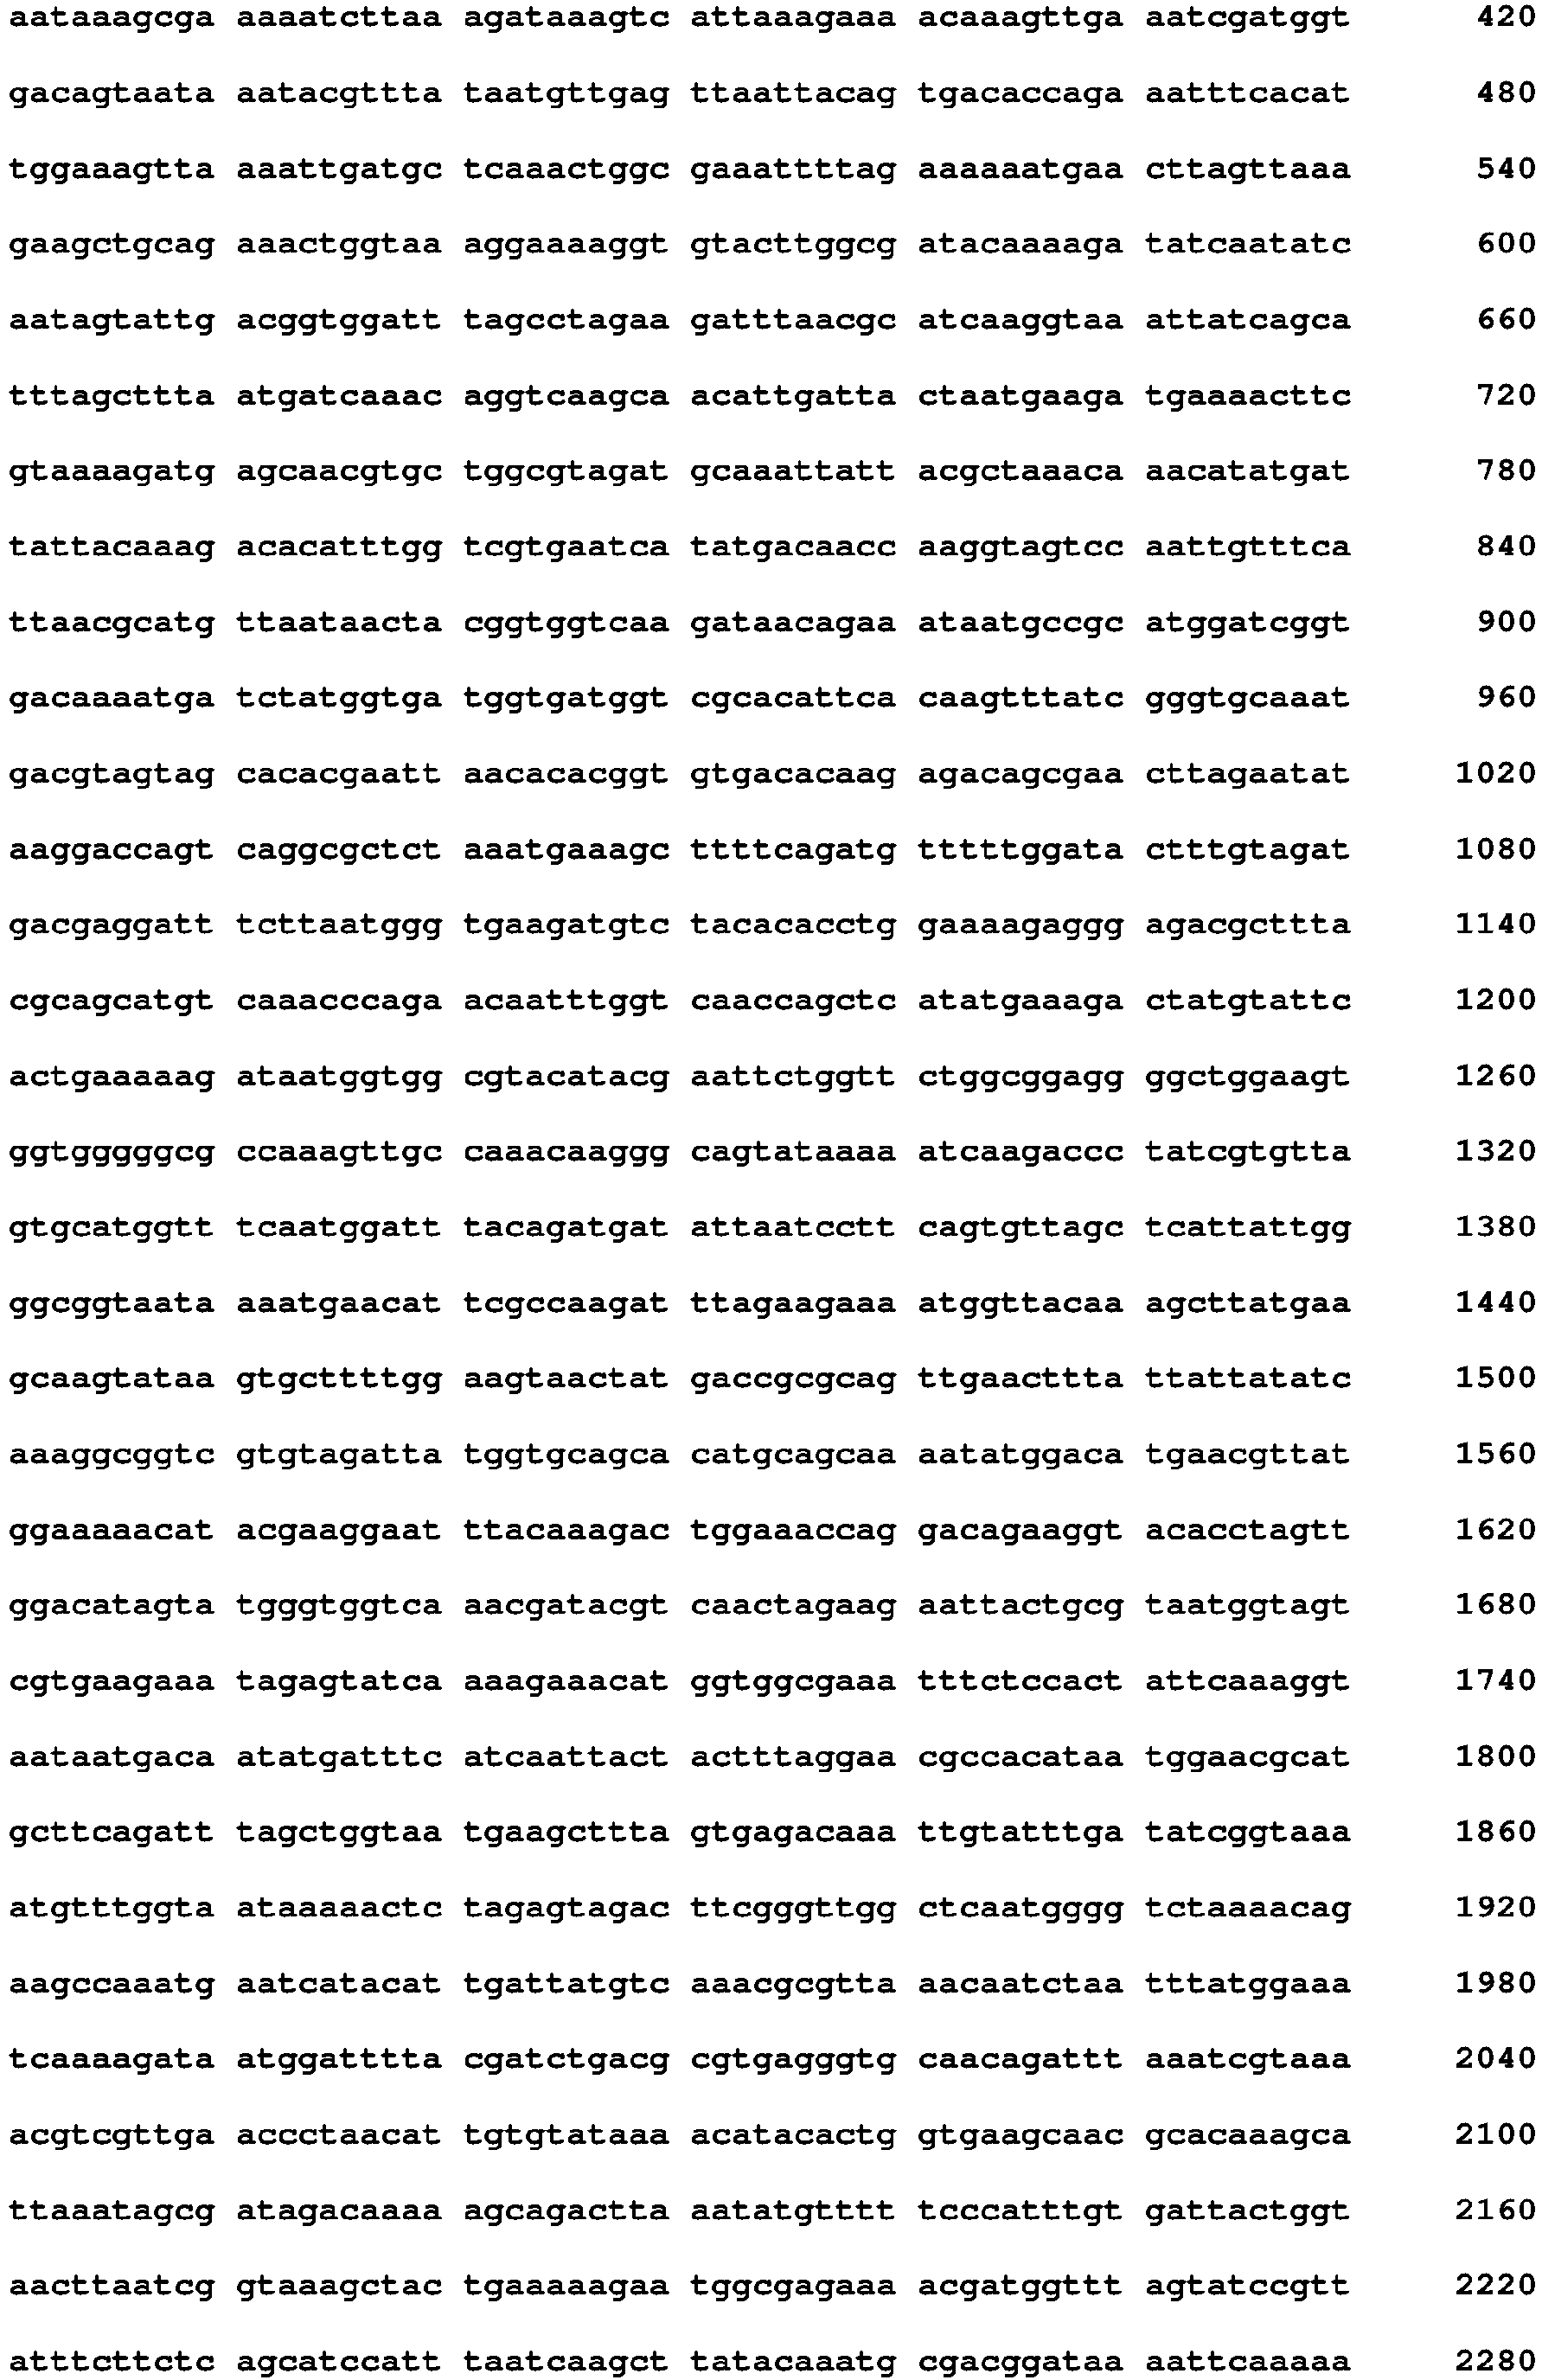 aataaagcga aaaatcttaa agataaagtc attaaagaaa acaaagttga aatcgatggt 420
gacagtaata aatacgttta taatgttgag ttaattacag tgacaccaga aatttcacat 480
tggaaagtta aaattgatgc tcaaactggc gaaattttag aaaaaatgaa cttagttaaa 540
gaagctgcag aaactggtaa aggaaaaggt gtacttggcg atacaaaaga tatcaatatc 600
aatagtattg acggtggatt tagcctagaa gatttaacgc atcaaggtaa attatcagca 660
tttagcttta atgatcaaac aggtcaagca acattgatta ctaatgaaga tgaaaacttc 720
gtaaaagatg agcaacgtgc tggcgtagat gcaaattatt acgctaaaca aacatatgat 780
tattacaaag acacatttgg tcgtgaatca tatgacaacc aaggtagtcc aattgtttca 840
ttaacgcatg ttaataacta cggtggtcaa gataacagaa ataatgccgc atggatcggt 900
gacaaaatga tctatggtga tggtgatggt cgcacattca caagtttatc gggtgcaaat 960
gacgtagtag cacacgaatt aacacacggt gtgacacaag agacagcgaa cttagaatat 1020
aaggaccagt caggcgctct aaatgaaagc ttttcagatg tttttggata ctttgtagat 1080
gacgaggatt tcttaatggg tgaagatgtc tacacacctg gaaaagaggg agacgcttta 1140
cgcagcatgt caaacccaga acaatttggt caaccagctc atatgaaaga ctatgtattc 1200
actgaaaaag ataatggtgg cgtacatacg aattctggtt ctggcggagg ggctggaagt 1260
ggtgggggcg ccaaagttgc caaacaaggg cagtataaaa atcaagaccc tatcgtgtta 1320
gtgcatggtt tcaatggatt tacagatgat attaatcctt cagtgttagc tcattattgg 1380
ggcggtaata aaatgaacat tcgccaagat ttagaagaaa atggttacaa agcttatgaa 1440
gcaagtataa gtgcttttgg aagtaactat gaccgcgcag ttgaacttta ttattatatc 1500
aaaggcggtc gtgtagatta tggtgcagca catgcagcaa aatatggaca tgaacgttat 1560
ggaaaaacat acgaaggaat ttacaaagac tggaaaccag gacagaaggt acacctagtt 1620
ggacatagta tgggtggtca aacgatacgt caactagaag aattactgcg taatggtagt 1680
cgtgaagaaa tagagtatca aaagaaacat ggtggcgaaa tttctccact attcaaaggt 1740
aataatgaca atatgatttc atcaattact actttaggaa cgccacataa tggaacgcat 1800
gcttcagatt tagctggtaa tgaagcttta gtgagacaaa ttgtatttga tatcggtaaa 1860
atgtttggta ataaaaactc tagagtagac ttcgggttgg ctcaatgggg tctaaaacag 1920
aagccaaatg aatcatacat tgattatgtc aaacgcgtta aacaatctaa tttatggaaa 1980
tcaaaagata atggatttta cgatctgacg cgtgagggtg caacagattt aaatcgtaaa 2040
acgtcgttga accctaacat tgtgtataaa acatacactg gtgaagcaac gcacaaagca 2100
ttaaatagcg atagacaaaa agcagactta aatatgtttt tcccatttgt gattactggt 2160
aacttaatcg gtaaagctac tgaaaaagaa tggcgagaaa acgatggttt agtatccgtt 2220
atttcttctc agcatccatt taatcaagct tatacaaatg cgacggataa aattcaaaaa 2280